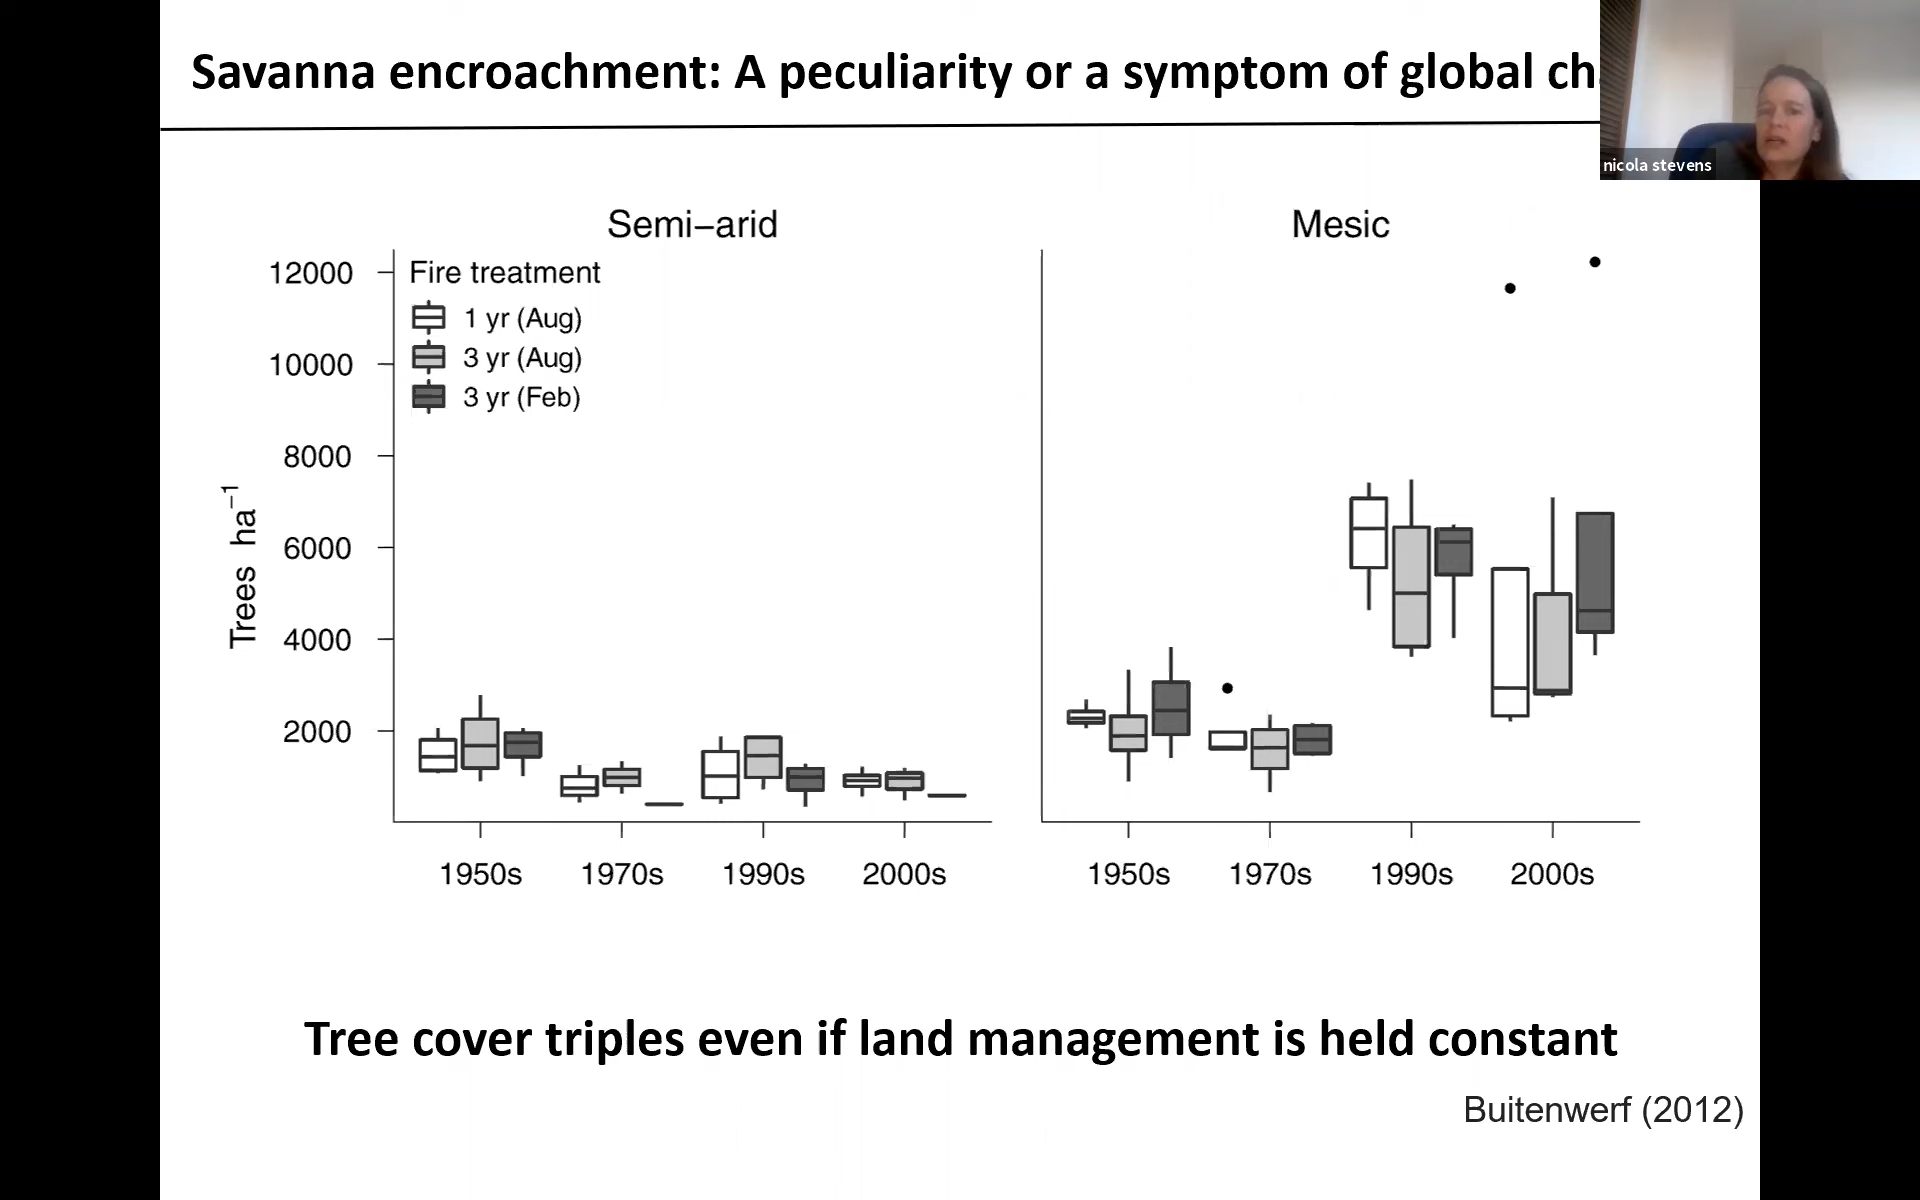 Savanna encroachment: A peculiarity or a symptom of global ch
nicola stevens
Semi–arid
Mesic
Fire treatment
1 yr (Aug)
3 yr (Aug)
3 yr (Feb)
12000
10000
8000
6000
4000
2000
Trees ha⁻¹
1950s 1970s 1990s 2000s
1950s 1970s 1990s 2000s
Tree cover triples even if land management is held constant
Buitenwerf (2012)